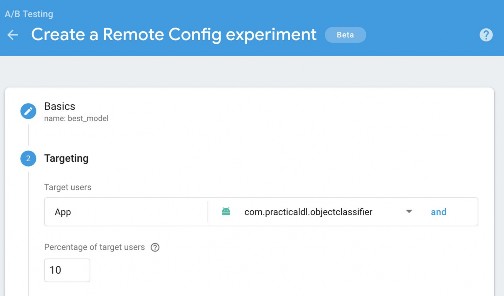 A/B Testing
Create a Remote Config experiment Beta
Basics
name: best_model
2 Targeting
Target users
App com.practicaldl.objectclassifier and
Percentage of target users
10